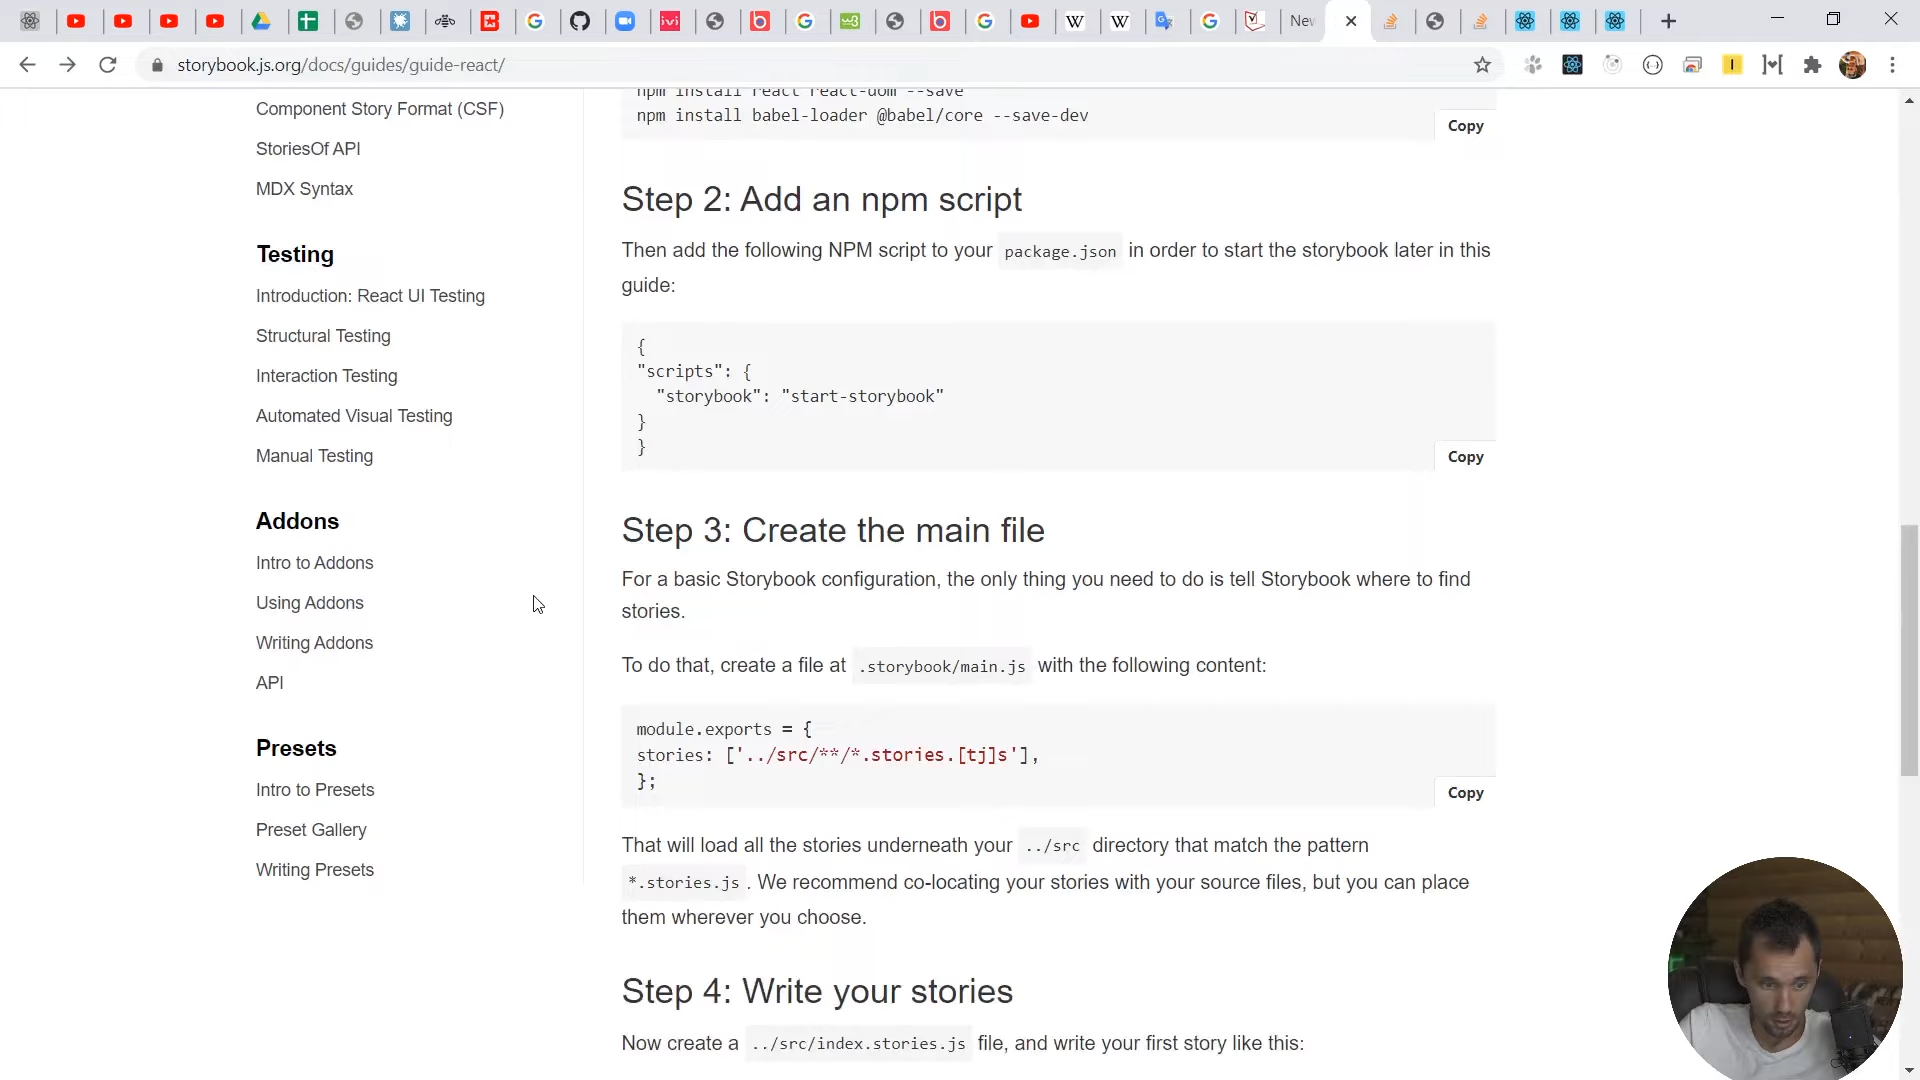 New
storybook.js.org/docs/guides/guide-react/
Component Story Format (CSF)
StoriesOf API
MDX Syntax
Testing
Introduction: React UI Testing
Structural Testing
Interaction Testing
Automated Visual Testing
Manual Testing
Addons
Intro to Addons
Using Addons
Writing Addons
API
Presets
Intro to Presets
Preset Gallery
Writing Presets
npm install react react-dom --save
npm install babel-loader @babel/core --save-dev
Copy
Step 2: Add an npm script
Then add the following NPM script to your package.json in order to start the storybook later in this
guide:
{
"scripts": {
"storybook": "start-storybook"
}
}
Copy
Step 3: Create the main file
For a basic Storybook configuration, the only thing you need to do is tell Storybook where to find
stories.
To do that, create a file at .storybook/main.js with the following content:
module.exports = {
stories: ['../src/**/*.stories.[tj]s'],
};
Copy
That will load all the stories underneath your ../src directory that match the pattern
*.stories.js . We recommend co-locating your stories with your source files, but you can place
them wherever you choose.
Step 4: Write your stories
Now create a ../src/index.stories.js file, and write your first story like this: